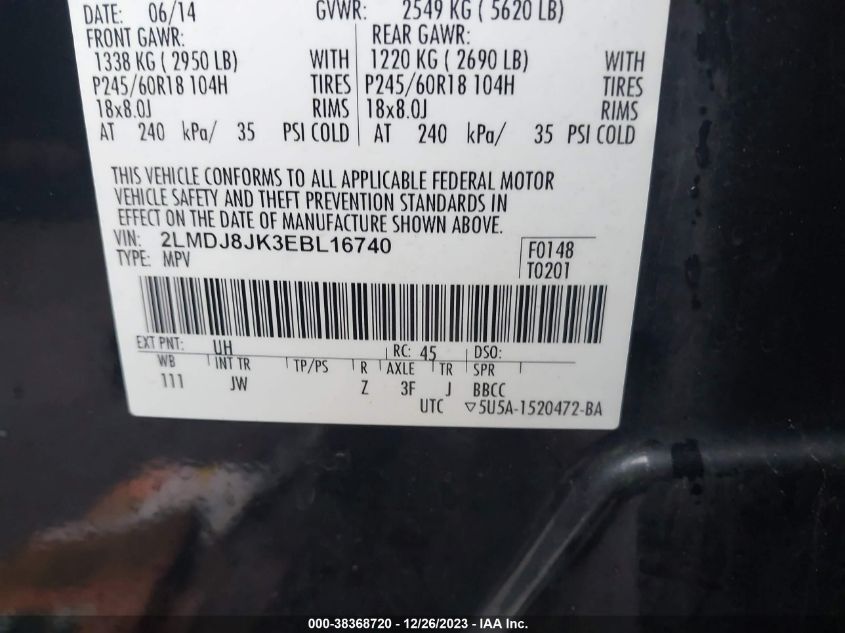 DATE: 06/14 GVWR: 2549 KG ( 5620 LB)
FRONT GAWR: REAR GAWR:
1338 KG ( 2950 LB) WITH 1220 KG ( 2690 LB) WITH
P245/60R18 104H TIRES P245/60R18 104H TIRES
18x8.0J RIMS 18x8.0J RIMS
AT 240 kPa/ 35 PSI COLD AT 240 kPa/ 35 PSI COLD
THIS VEHICLE CONFORMS TO ALL APPLICABLE FEDERAL MOTOR
VEHICLE SAFETY AND THEFT PREVENTION STANDARDS IN
EFFECT ON THE DATE OF MANUFACTURE SHOWN ABOVE.
VIN: 2LMDJ8JK3EBL16740 F0148
TYPE: MPV T0201
EXT PNT: UH RC: 45 DSO:
WB INT TR TP/PS R AXLE TR SPR
111 JW Z 3F J BBCC
UTC ▽5U5A-1520472-BA
000-38368720 - 12/26/2023 - IAA Inc.